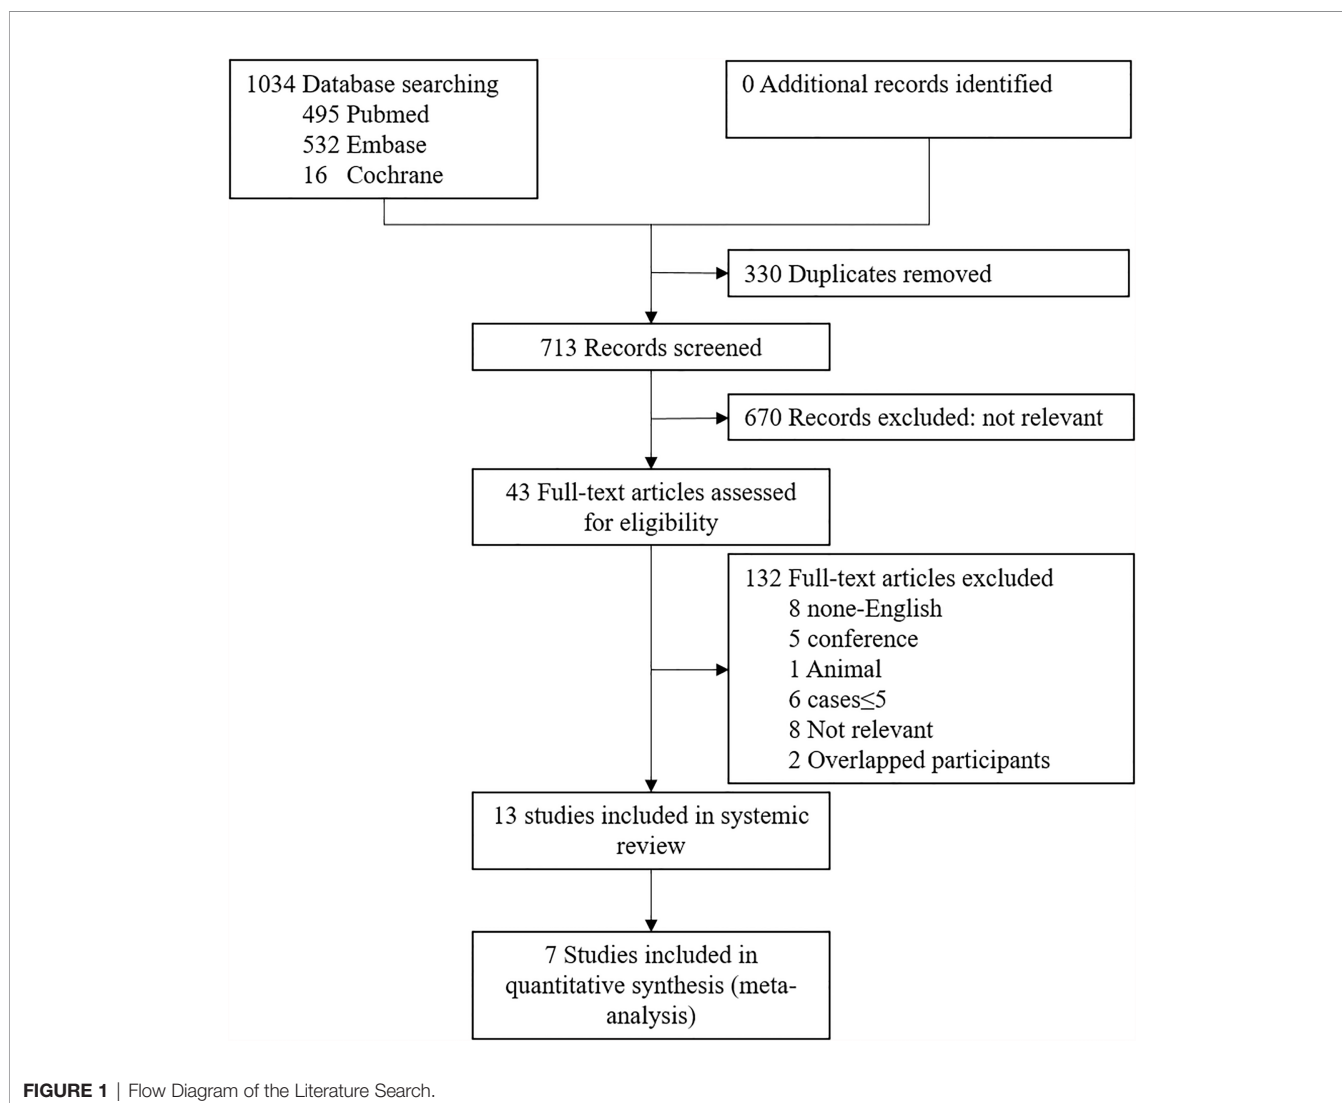 1034 Database searching
495 Pubmed
532 Embase
16 Cochrane
0 Additional records identified
330 Duplicates removed
713 Records screened
670 Records excluded: not relevant
43 Full-text articles assessed
for eligibility
132 Full-text articles excluded
8 none-English
5 conference
1 Animal
6 cases≤5
8 Not relevant
2 Overlapped participants
13 studies included in systemic
review
7 Studies included in
quantitative synthesis (meta-
analysis)
FIGURE 1 | Flow Diagram of the Literature Search.